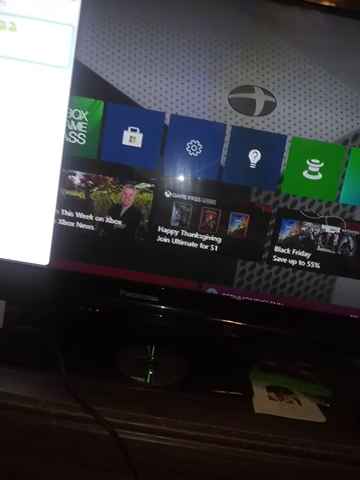 XBOX
GAME
PASS
GAME PASS
n This Week on Xbox
Xbox News
Happy Thanksgiving
Join Ultimate for $1
Black Friday
Save up to 55%
Panasonic